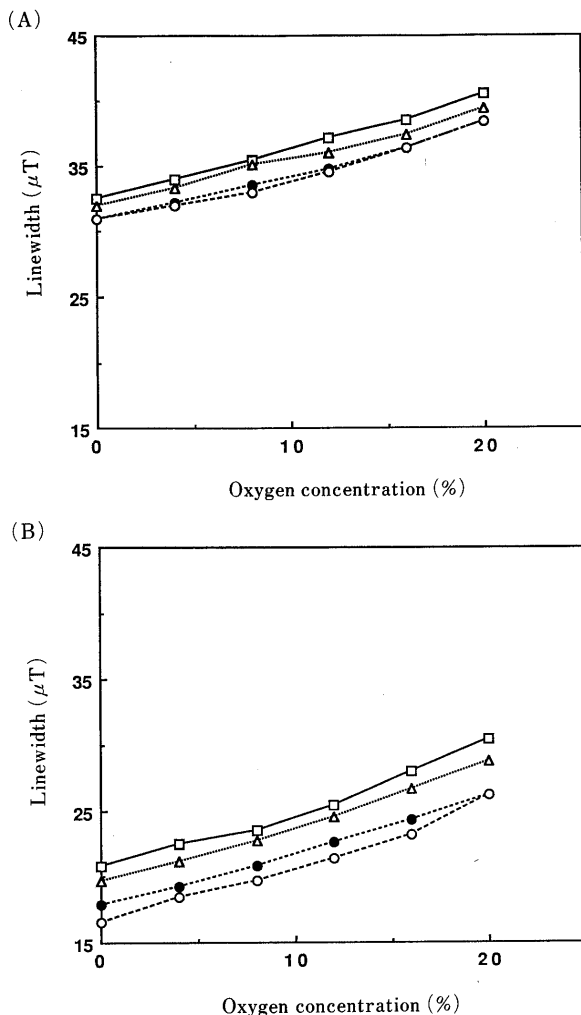 (A)
45
35
25
15
Linewidth (μT)
0
10
20
Oxygen concentration (%)
(B)
45
35
25
15
Linewidth (μT)
0
10
20
Oxygen concentration (%)